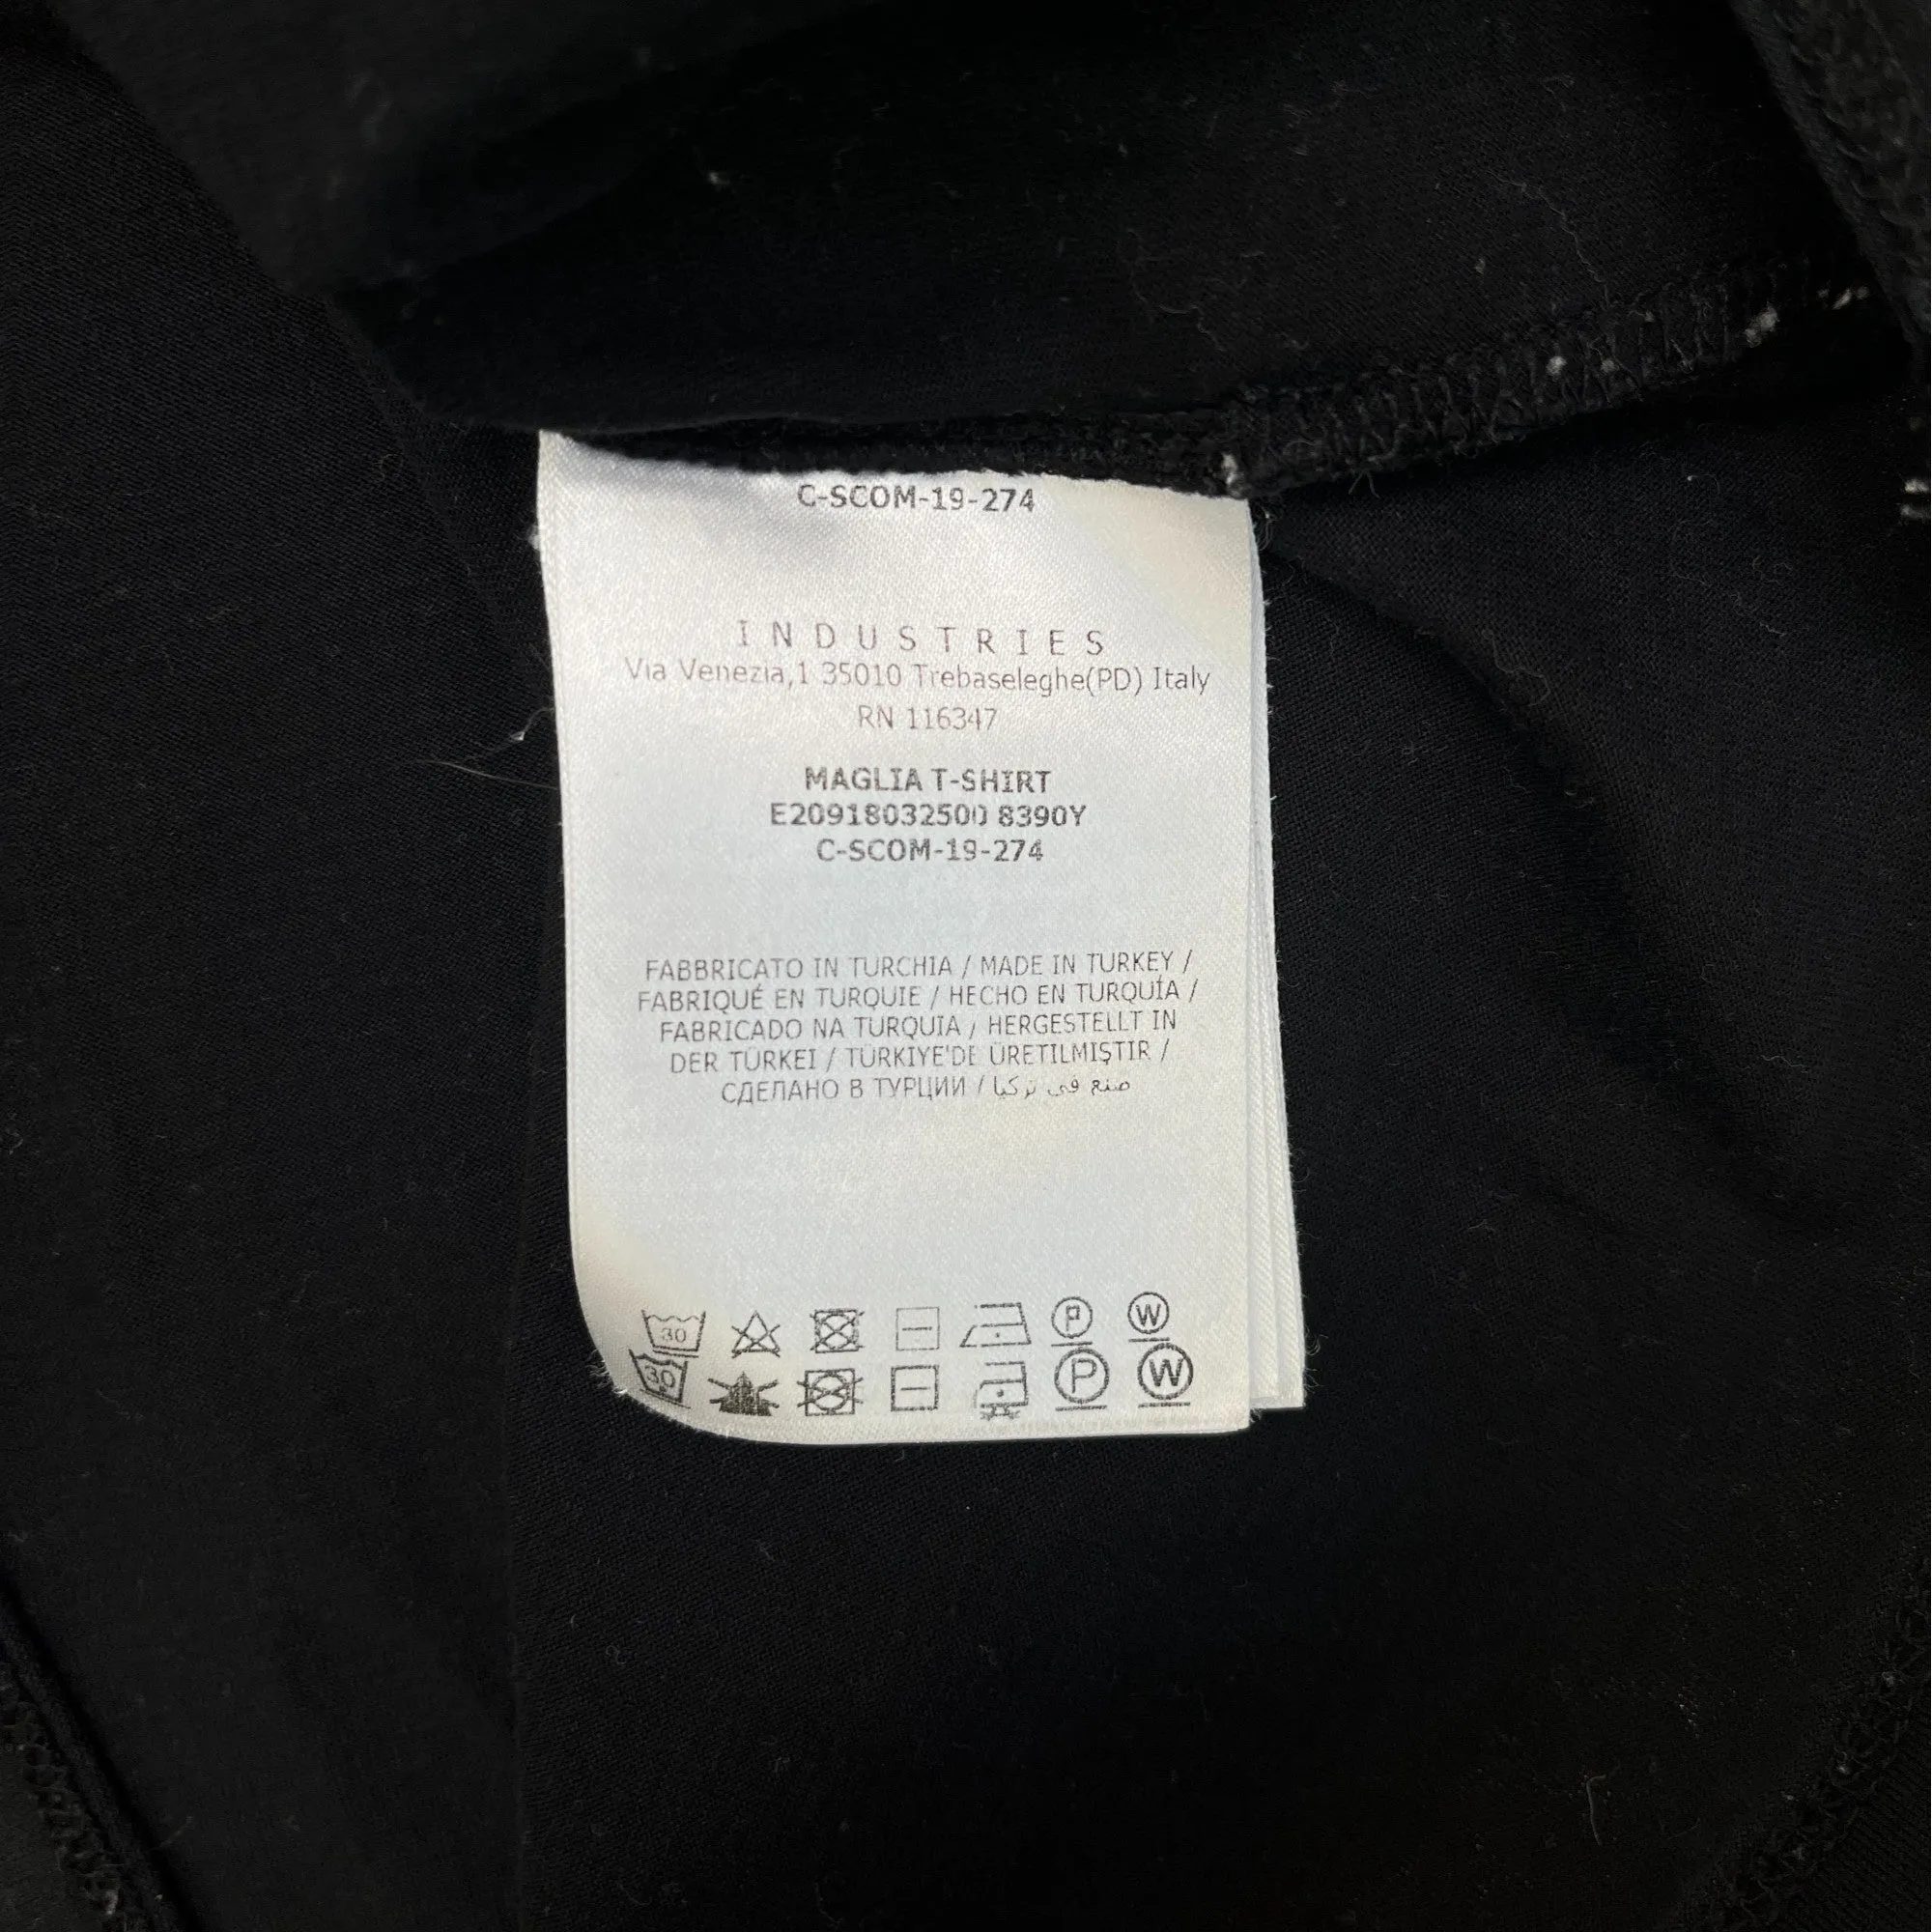 C-SCOM-19-274
INDUSTRIES
Via Venezia,1 35010 Trebaseleghe(PD) Italy
RN 116347
MAGLIA T-SHIRT
E20918032500 8390Y
C-SCOM-19-274
FABBRICATO IN TURCHIA / MADE IN TURKEY /
FABRIQUÉ EN TURQUIE / HECHO EN TURQUÍA /
FABRICADO NA TURQUIA / HERGESTELLT IN
DER TÜRKEI / TÜRKIYE'DE ÜRETILMIŞTIR /
СДЕЛАНО В ТУРЦИИ / صنع في تركيا
30 P W
30 P W